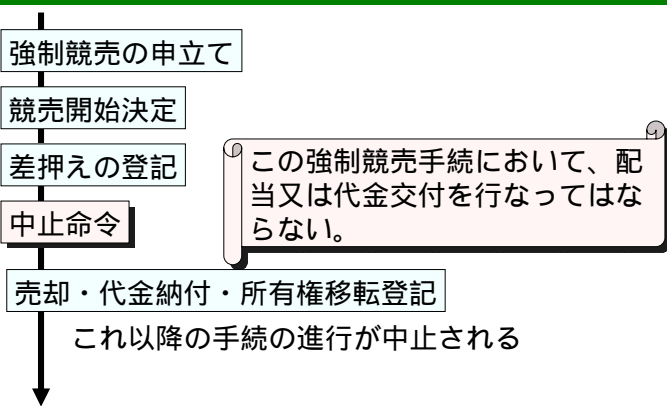 強制競売の申立て
競売開始決定
差押えの登記
この強制競売手続において、配
当又は代金交付を行なってはな
らない。
中止命令
売却・代金納付・所有権移転登記
これ以降の手続の進行が中止される